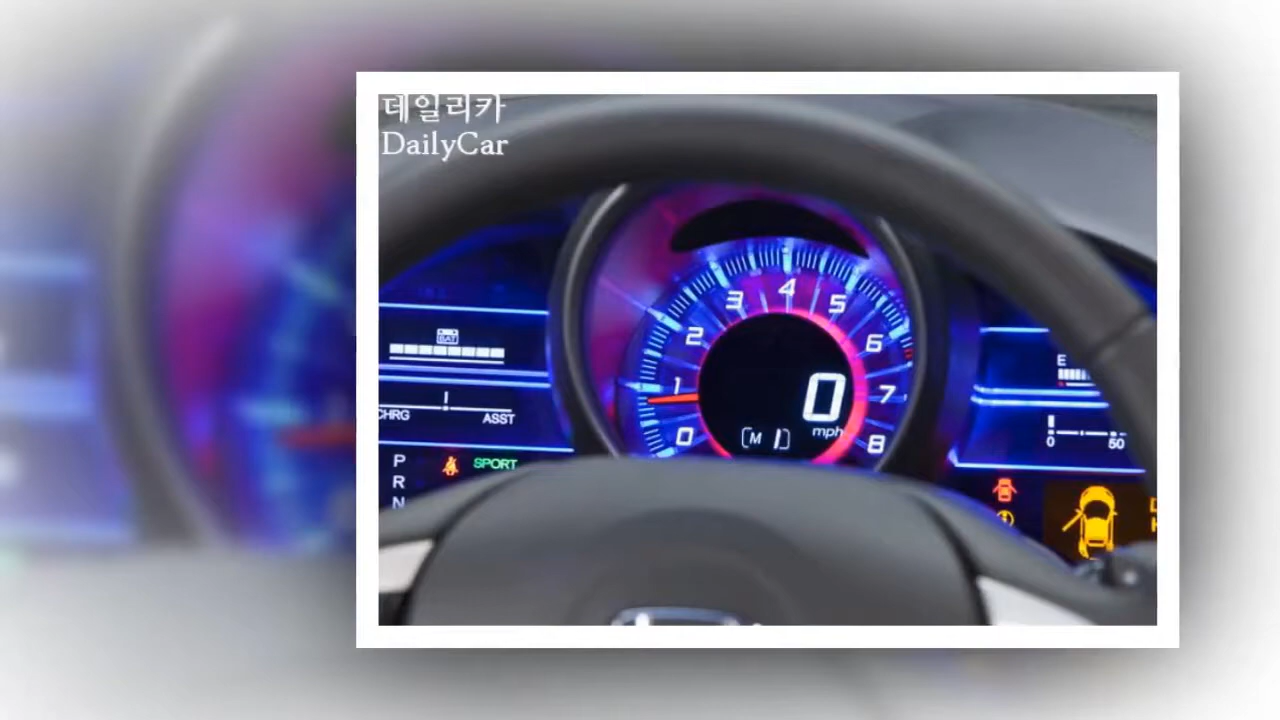 데일리카
DailyCar
4
3 5
2 6
BAT
E
1 7
0 mph
CHRG ASST
0 50
0 [M 1] 8
P
SPORT
R
N